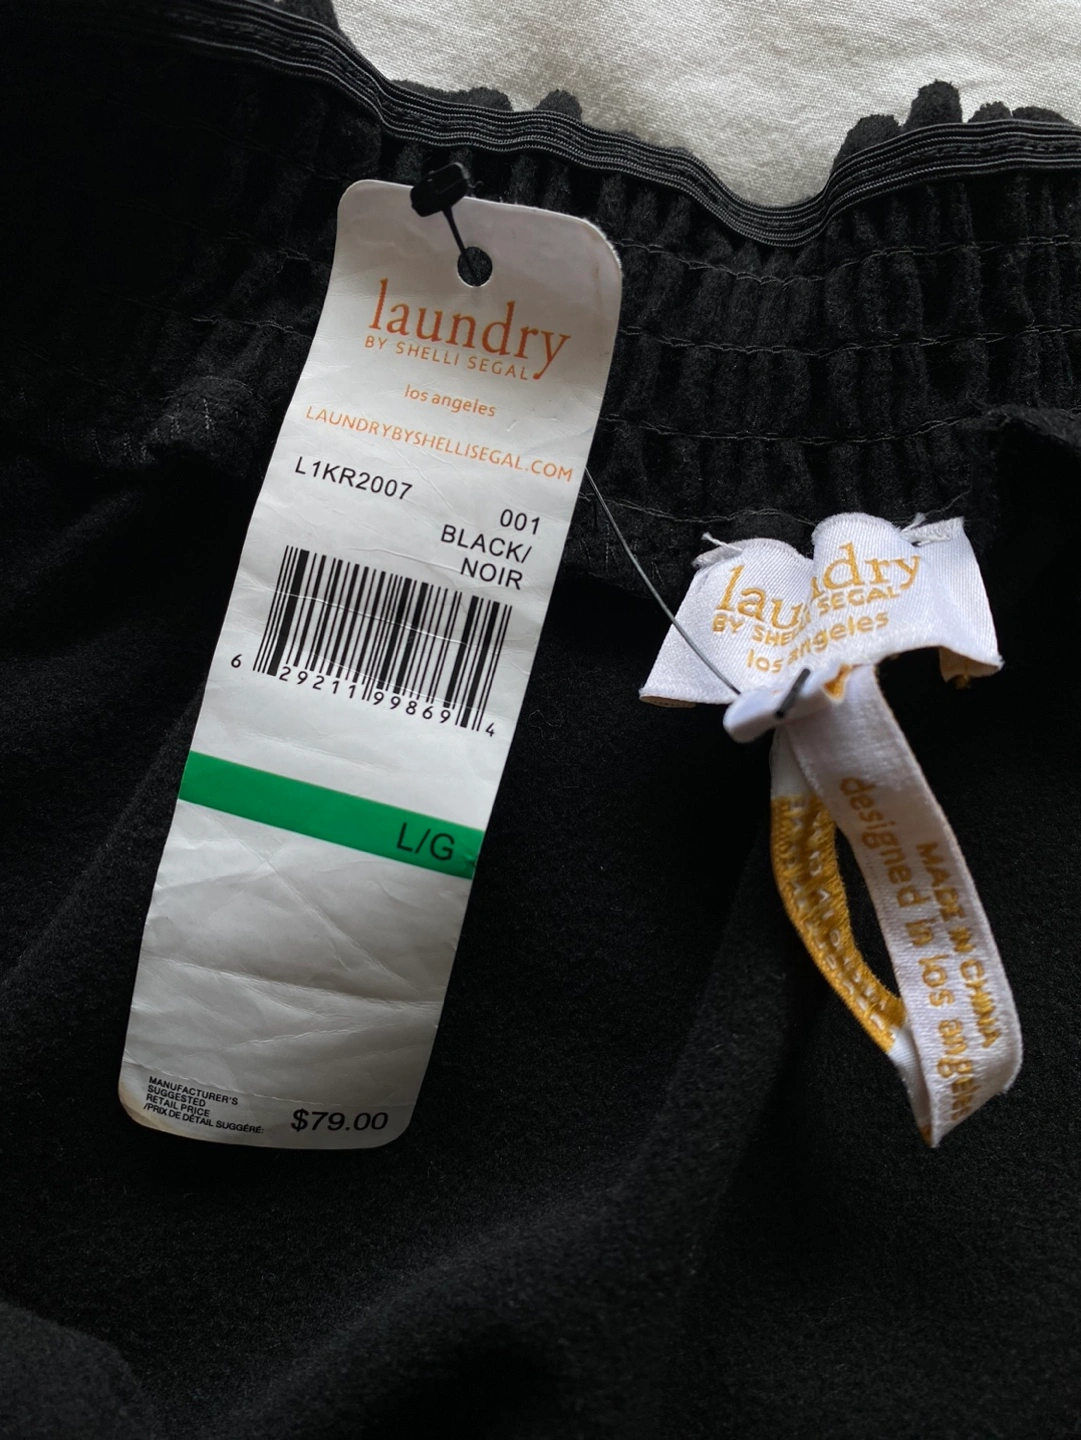 laundry
BY SHELLI SEGAL
los angeles
LAUNDRYBYSHELLISEGAL.COM
L1KR2007
001
BLACK/
NOIR
6 29211 99869 4
L/G
MANUFACTURER'S
SUGGESTED
RETAIL PRICE
/PRIX DE DÉTAIL SUGGÉRÉ:
$79.00
laundry
BY SHELLI SEGAL
los angeles
MADE IN CHINA
designed in los angeles